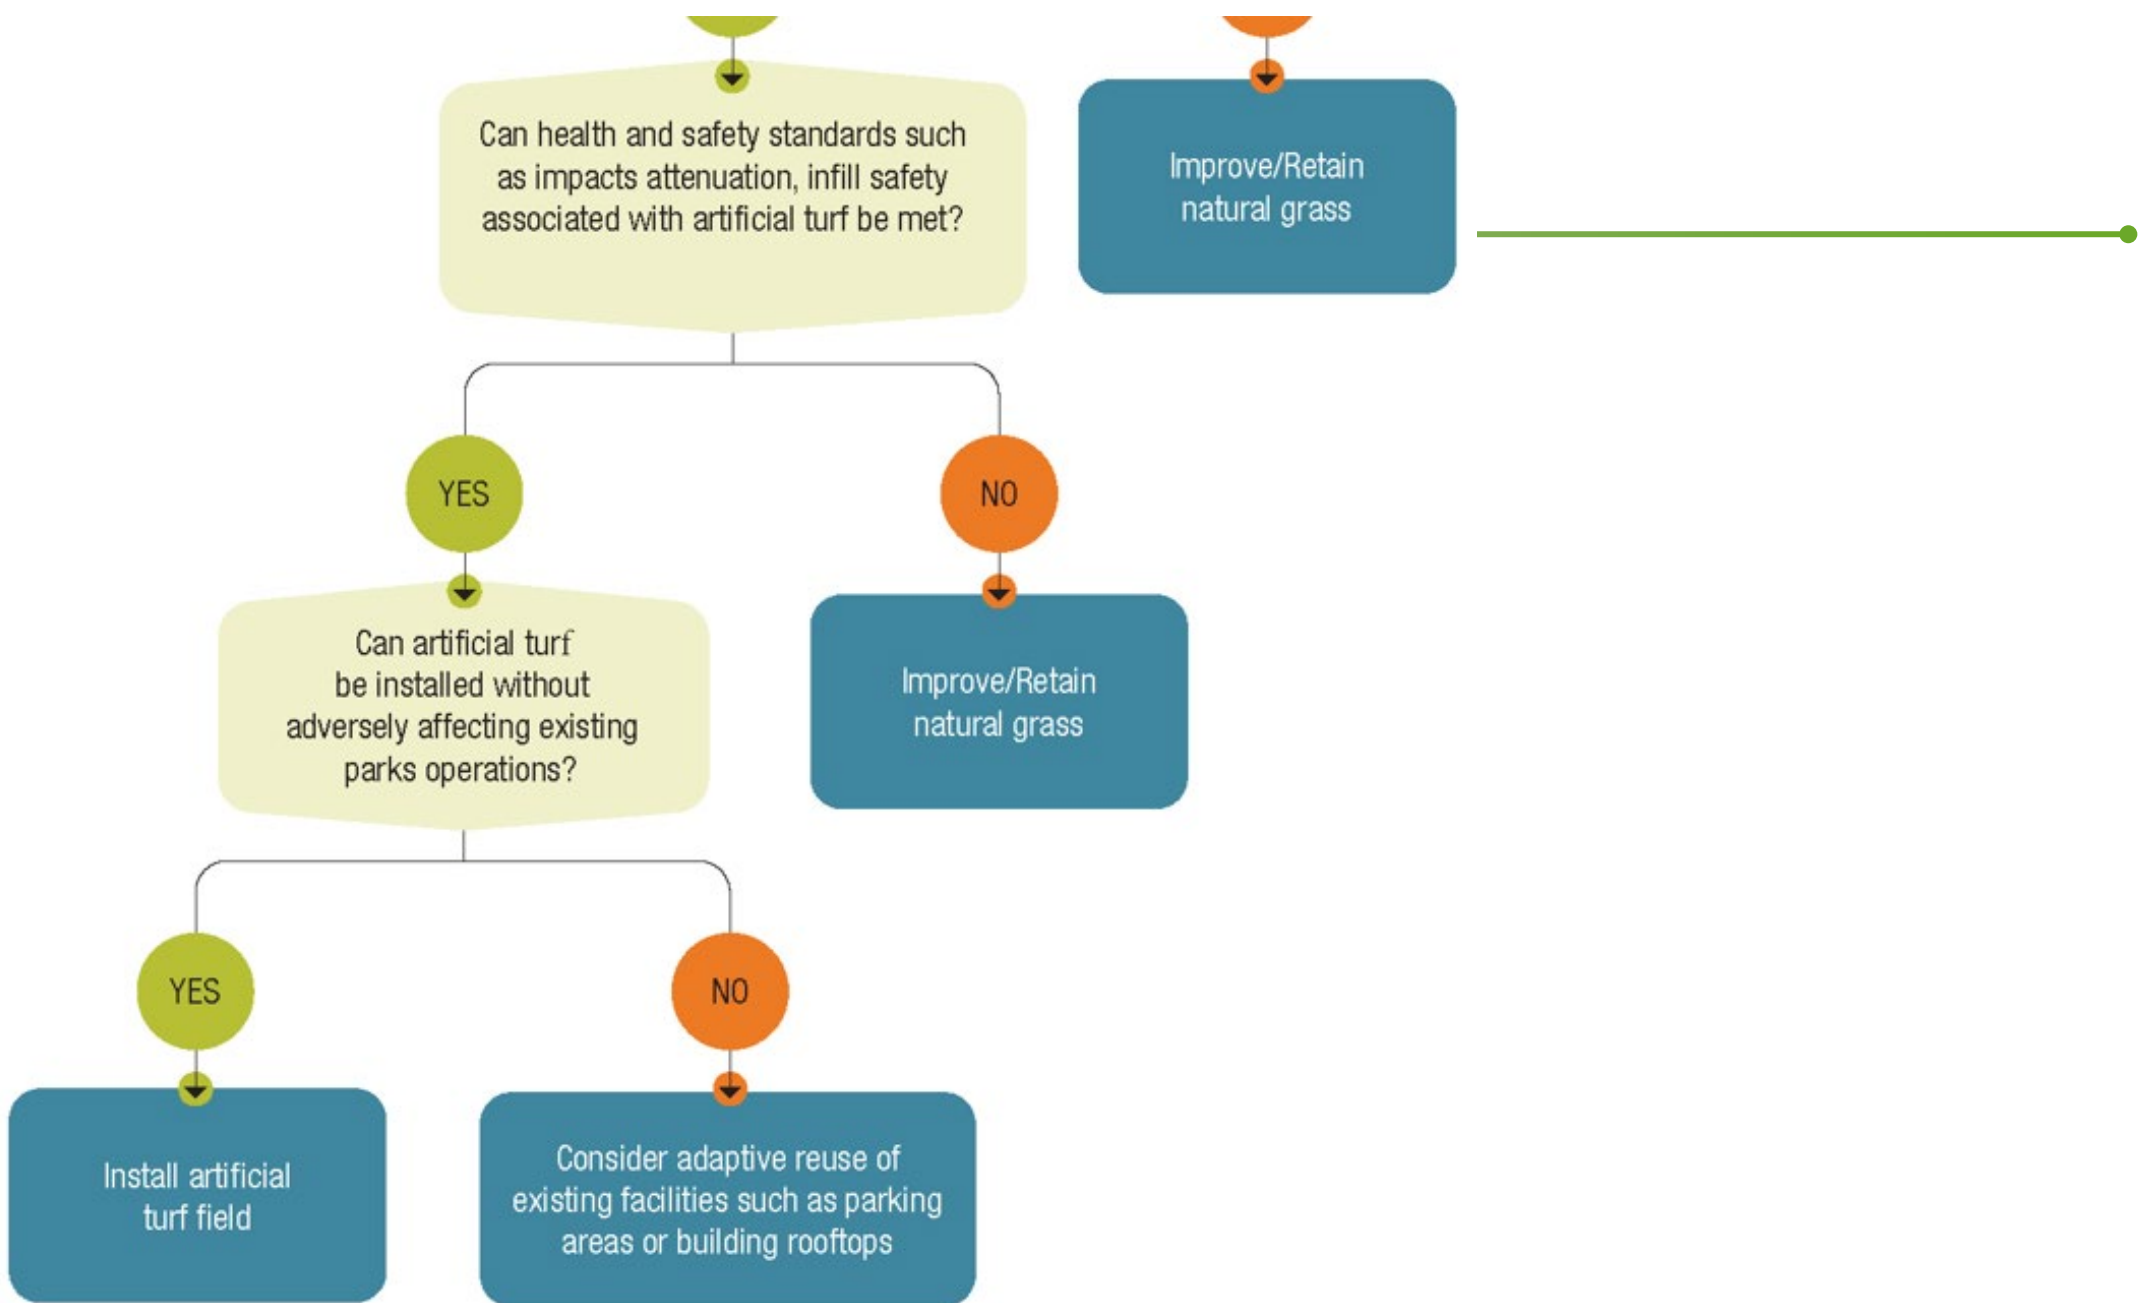 Can health and safety standards such
as impacts attenuation, infill safety
associated with artificial turf be met?
Improve/Retain
natural grass
YES
NO
Can artificial turf
be installed without
adversely affecting existing
parks operations?
Improve/Retain
natural grass
YES
NO
Install artificial
turf field
Consider adaptive reuse of
existing facilities such as parking
areas or building rooftops